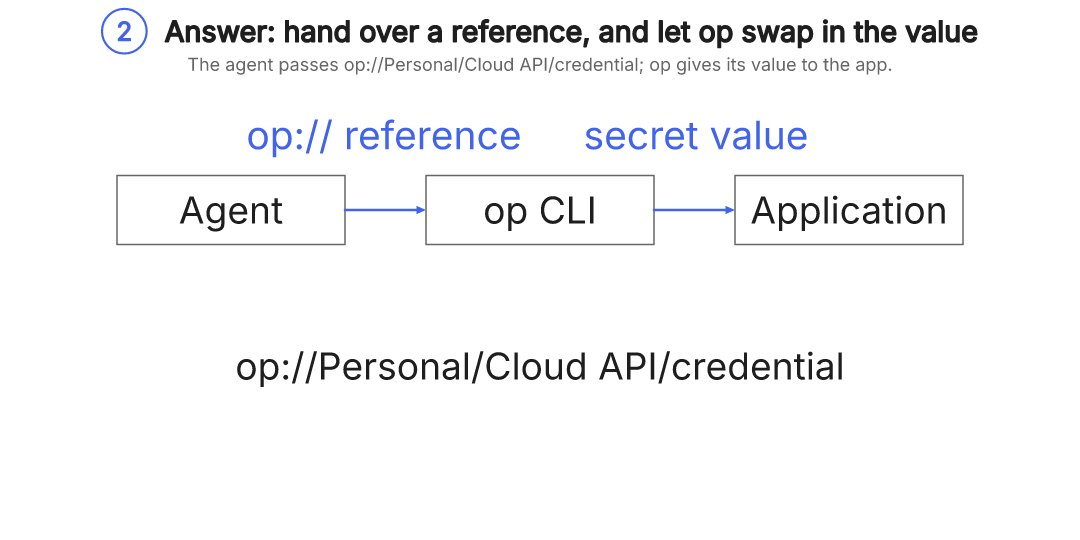 2 Answer: hand over a reference, and let op swap in the value
The agent passes op://Personal/Cloud API/credential; op gives its value to the app.
op:// reference secret value
Agent op CLI Application
op://Personal/Cloud API/credential